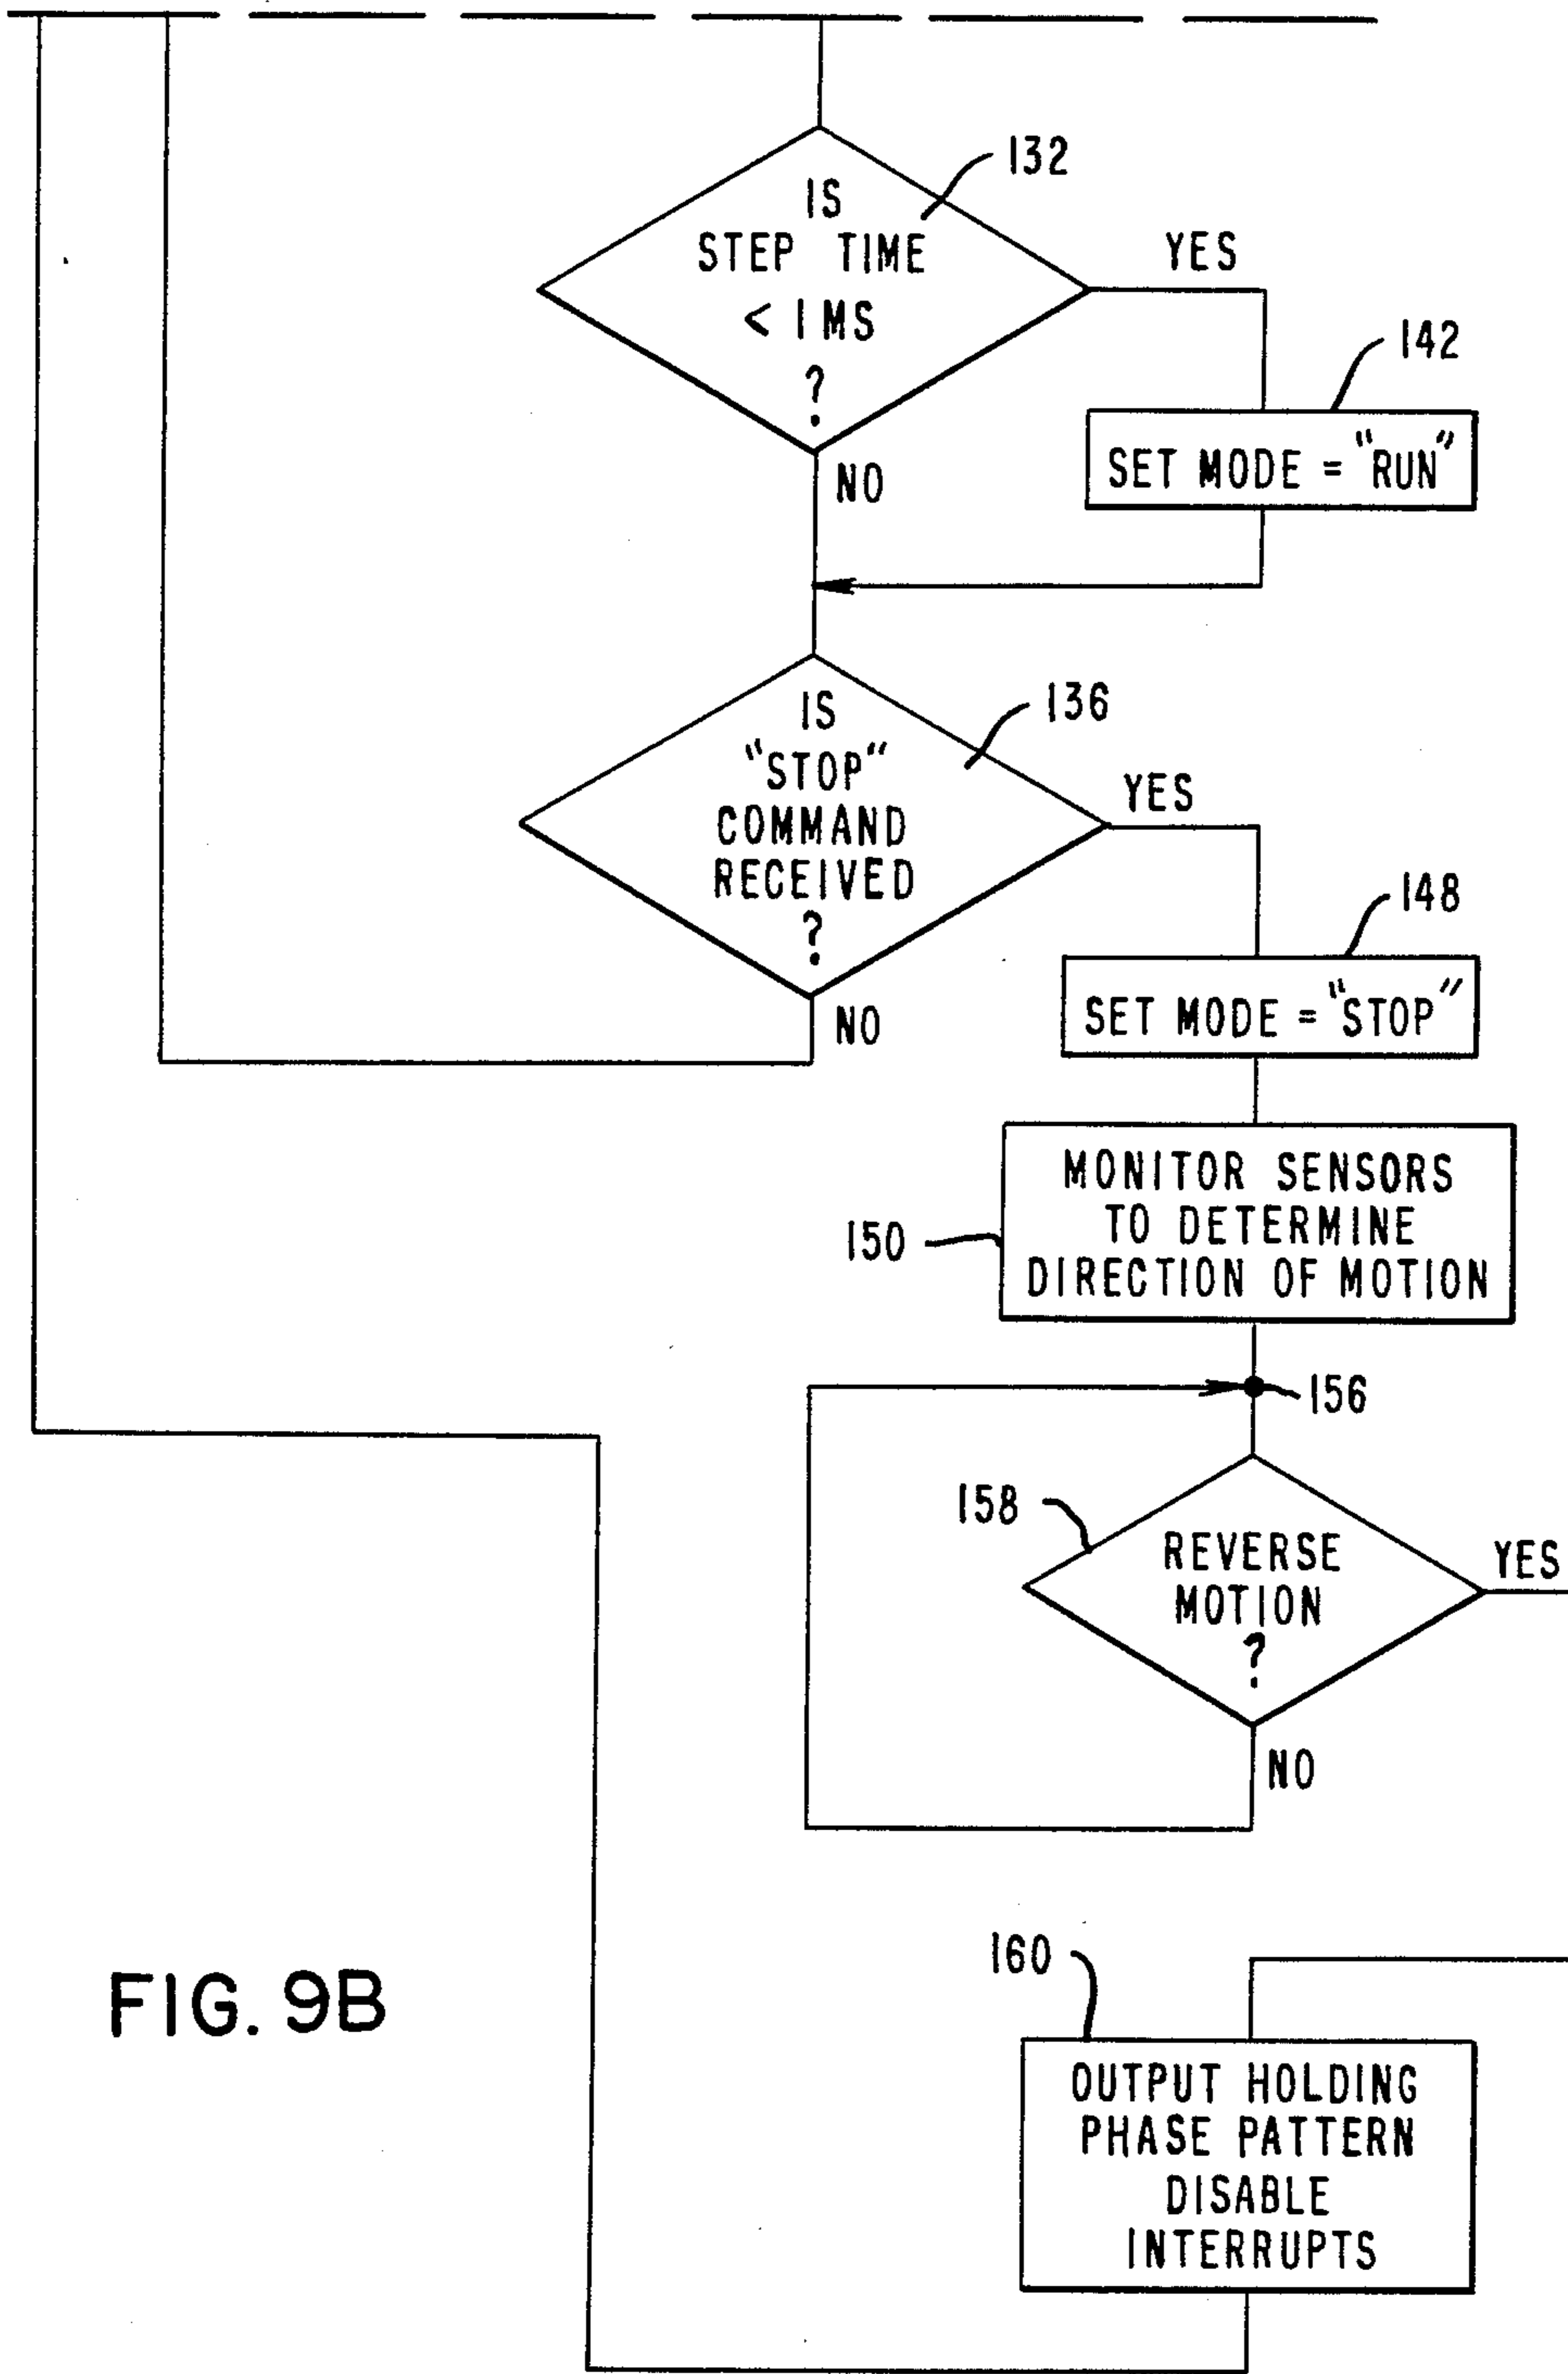 132
IS
STEP TIME
< 1 MS
?
YES
142
SET MODE = "RUN"
NO
136
IS
"STOP"
COMMAND
RECEIVED
?
YES
148
SET MODE = "STOP"
NO
150
MONITOR SENSORS
TO DETERMINE
DIRECTION OF MOTION
156
158
REVERSE
MOTION
?
YES
NO
160
OUTPUT HOLDING
PHASE PATTERN
DISABLE
INTERRUPTS
FIG. 9B